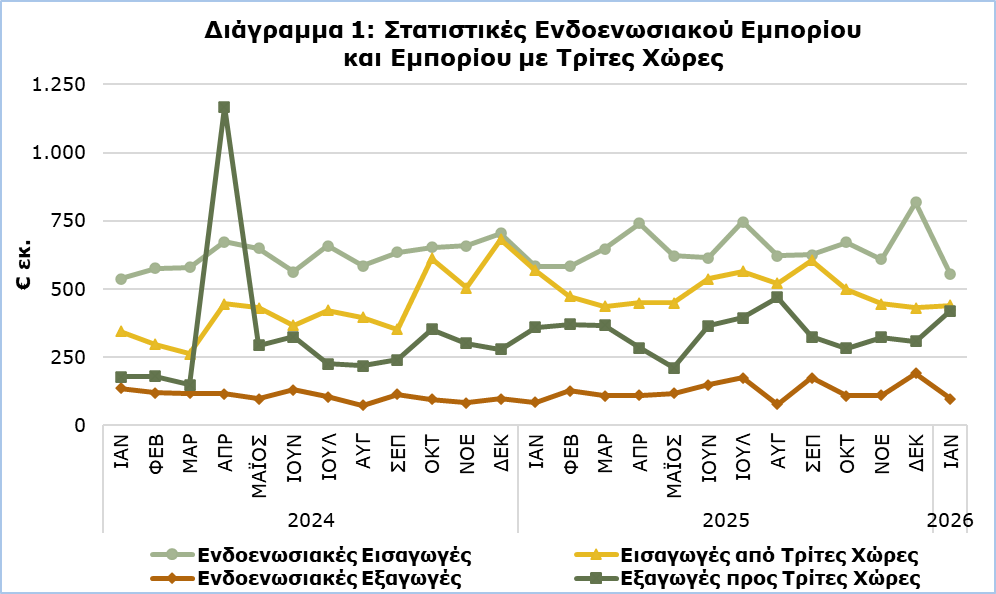 Διάγραμμα 1: Στατιστικές Ενδοενωσιακού Εμπορίου
και Εμπορίου με Τρίτες Χώρες
€ εκ.
1.250
1.000
750
500
250
0
ΙΑΝ ΦΕΒ ΜΑΡ ΑΠΡ ΜΑΪΟΣ ΙΟΥΝ ΙΟΥΛ ΑΥΓ ΣΕΠ ΟΚΤ ΝΟΕ ΔΕΚ ΙΑΝ ΦΕΒ ΜΑΡ ΑΠΡ ΜΑΪΟΣ ΙΟΥΝ ΙΟΥΛ ΑΥΓ ΣΕΠ ΟΚΤ ΝΟΕ ΔΕΚ ΙΑΝ
2024 2025 2026
Ενδοενωσιακές Εισαγωγές Εισαγωγές από Τρίτες Χώρες
Ενδοενωσιακές Εξαγωγές Εξαγωγές προς Τρίτες Χώρες